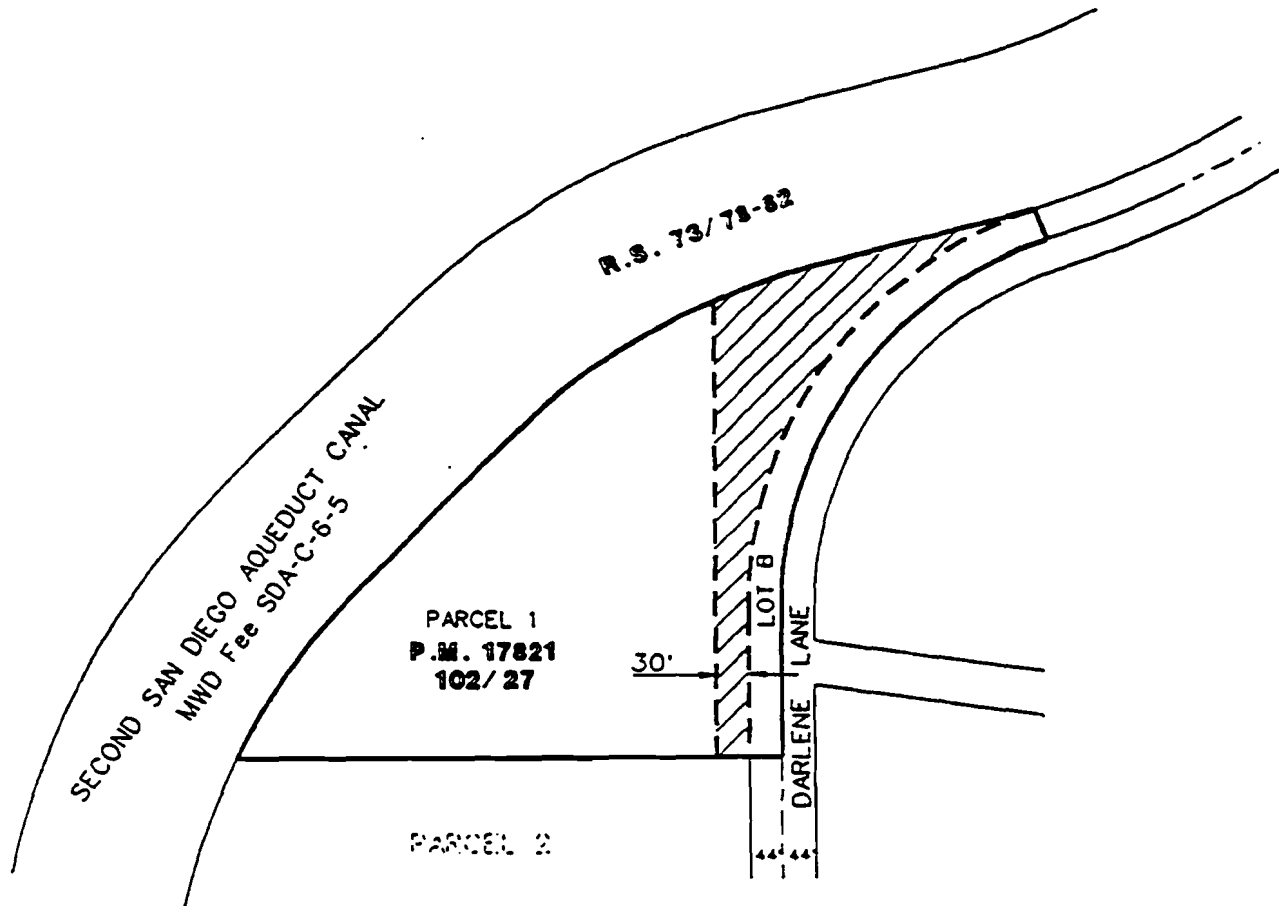 R.S. 73/78-82
SECOND SAN DIEGO AQUEDUCT CANAL
MWD Fee SDA-C-6-5
PARCEL 1
P.M. 17821
102/27
30'
LOT B
DARLENE LANE
PARCEL 2
44' 44'